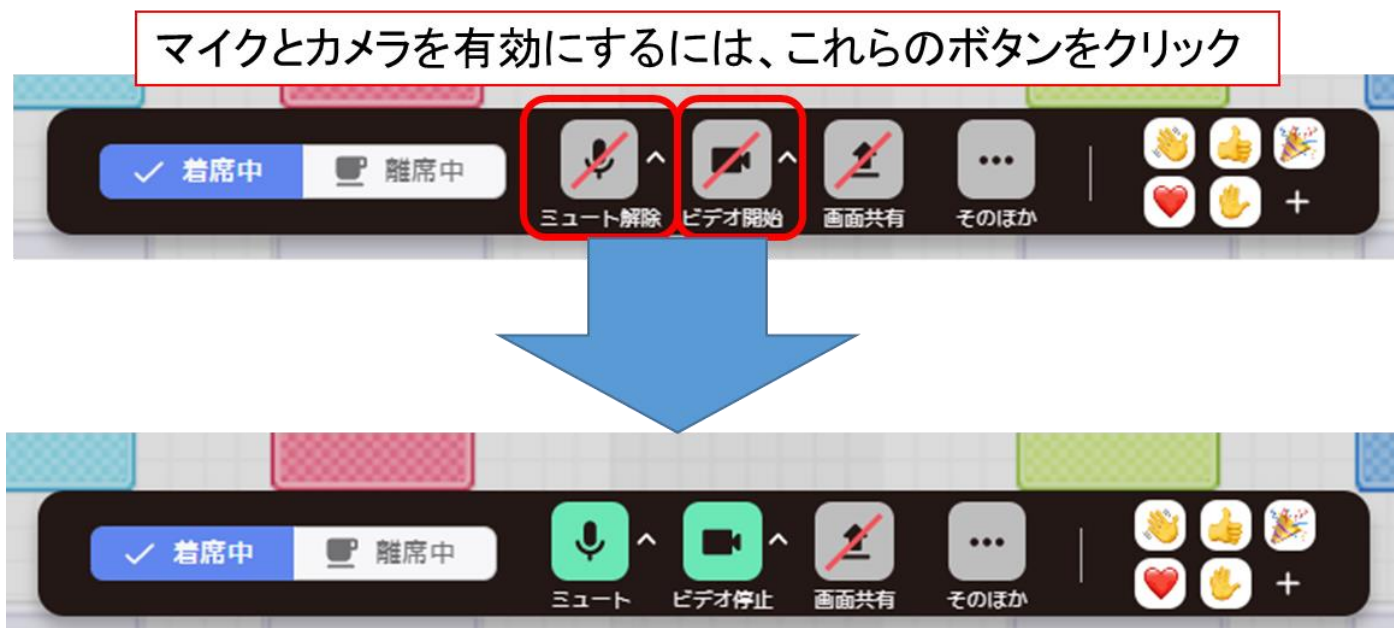 マイクとカメラを有効にするには、これらのボタンをクリック
着席中 離席中
ミュート解除 ビデオ開始 画面共有 そのほか
着席中 離席中
ミュート ビデオ停止 画面共有 そのほか